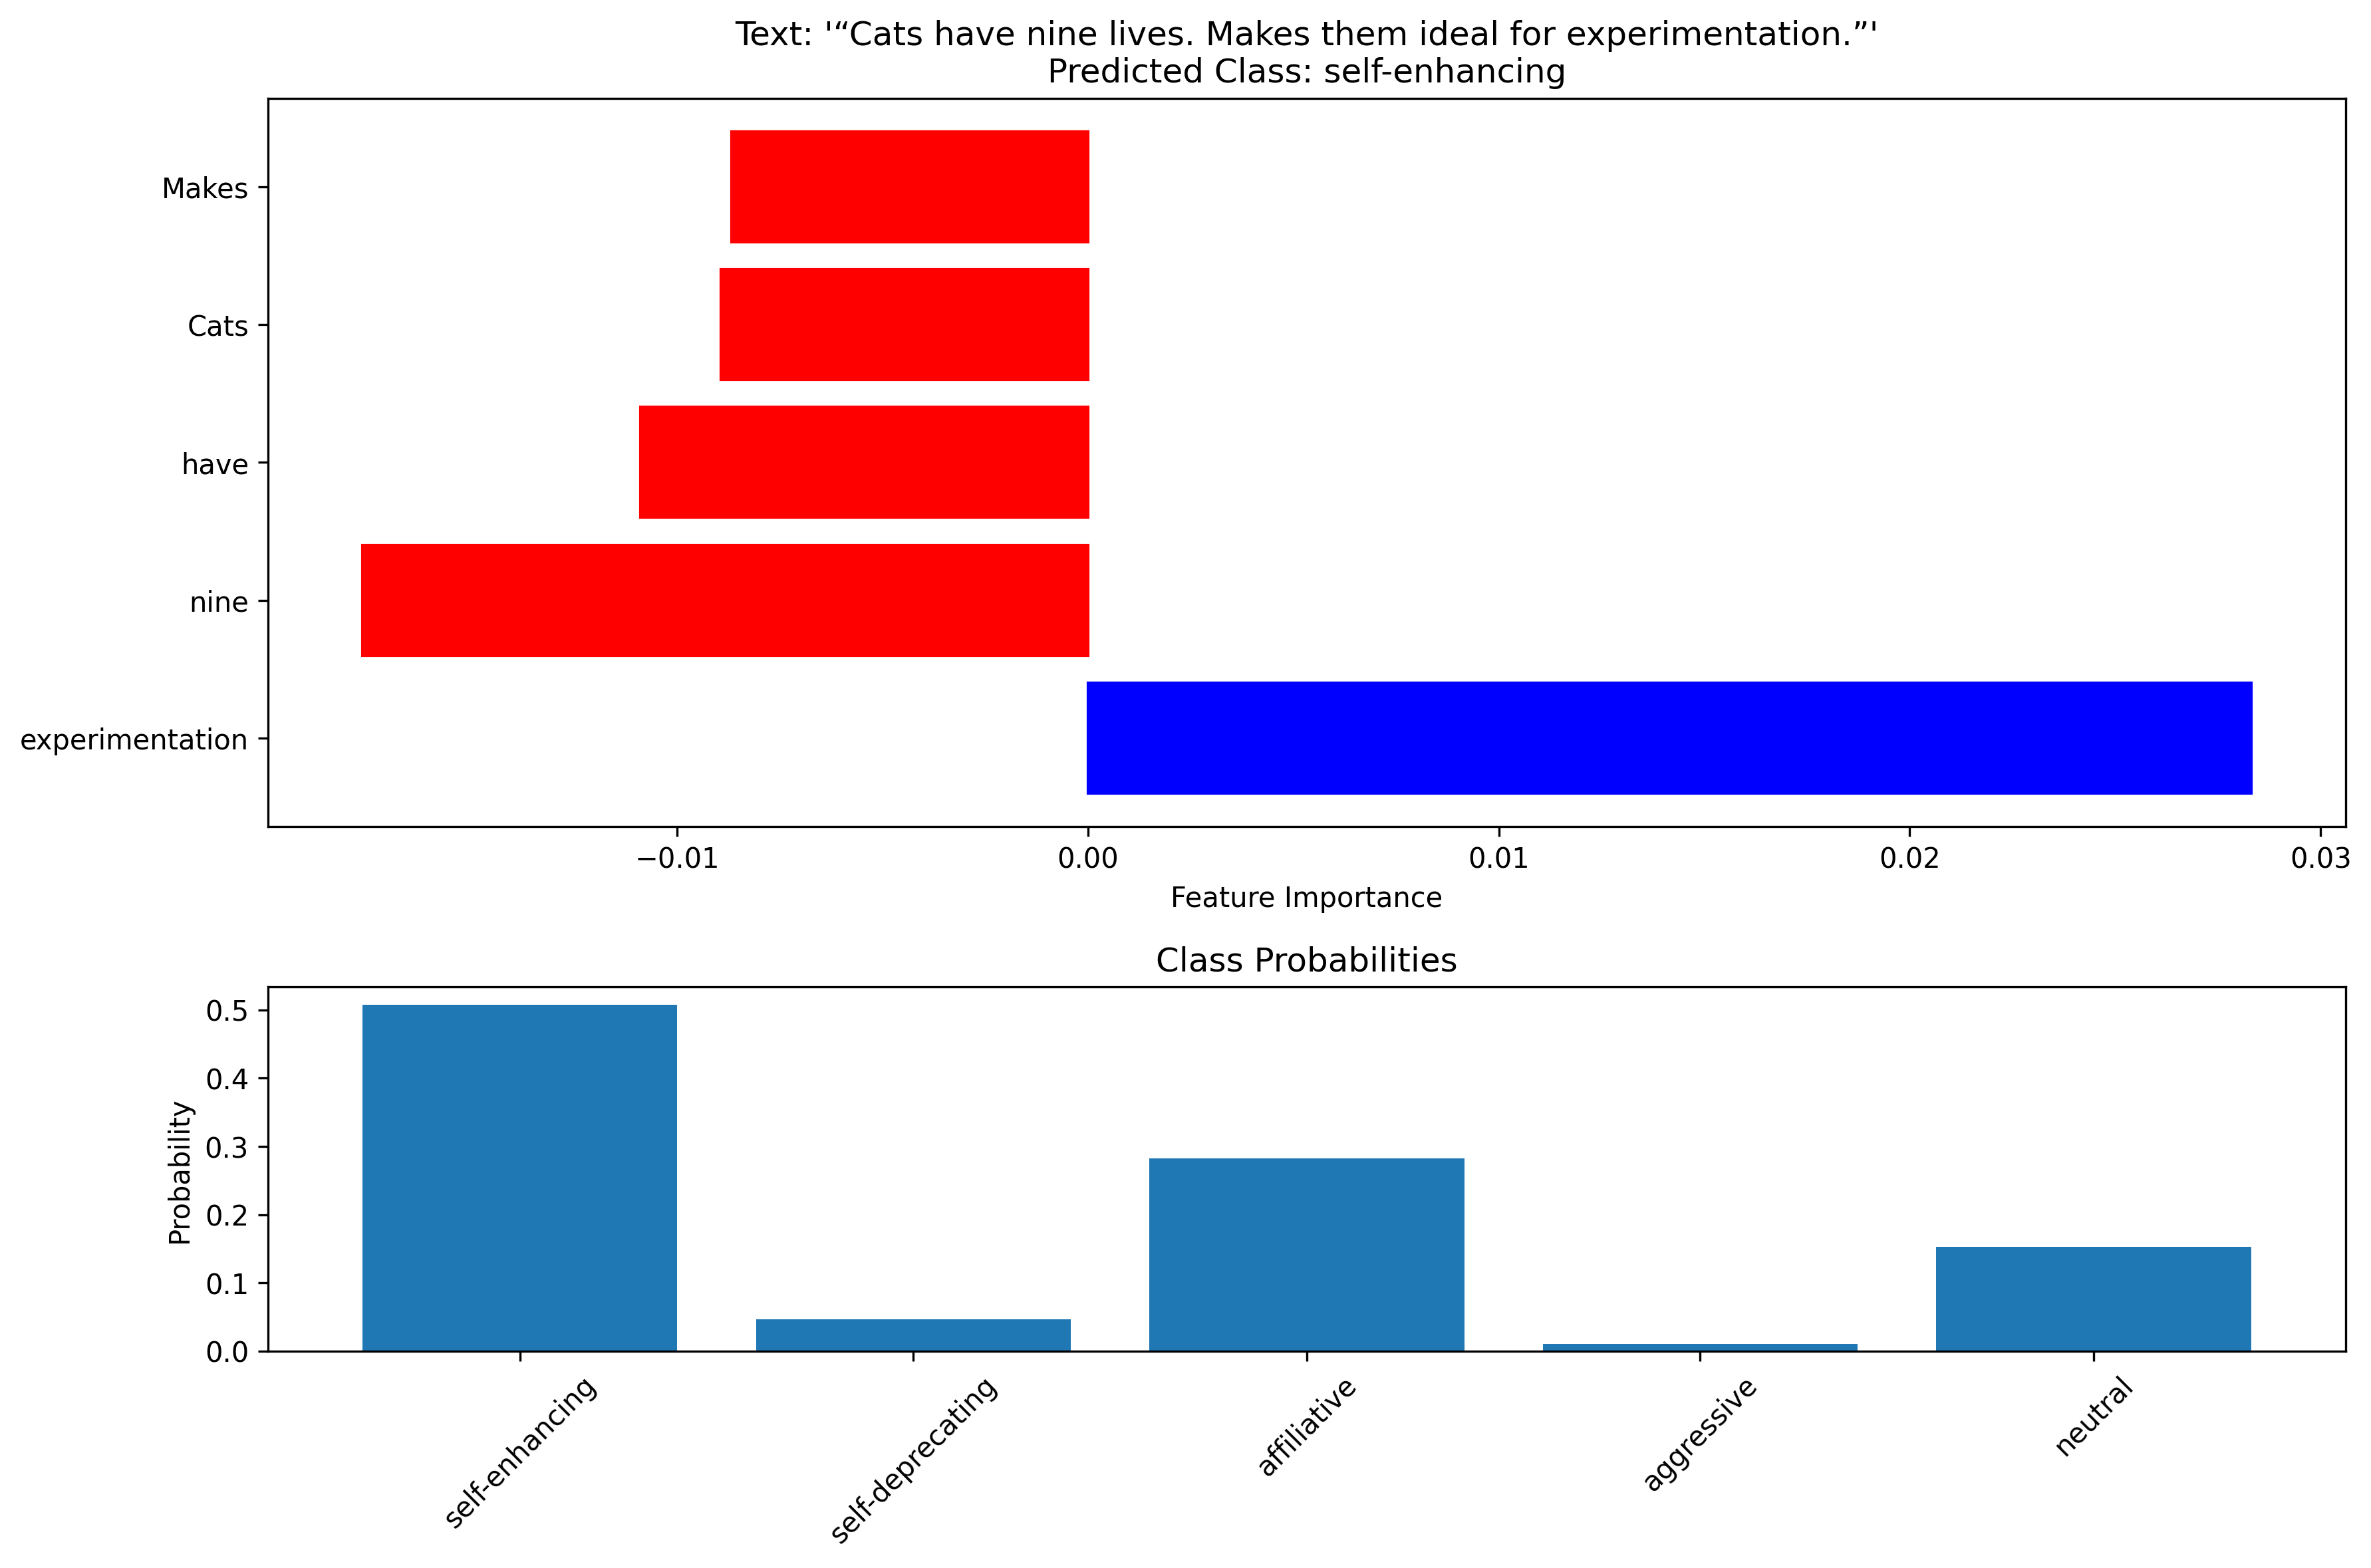 Text: '“Cats have nine lives. Makes them ideal for experimentation.”'
Predicted Class: self-enhancing
Makes
Cats
have
nine
experimentation
−0.01
0.00
0.01
0.02
0.03
Feature Importance
Class Probabilities
Probability
0.5
0.4
0.3
0.2
0.1
0.0
self-enhancing
self-deprecating
affiliative
aggressive
neutral